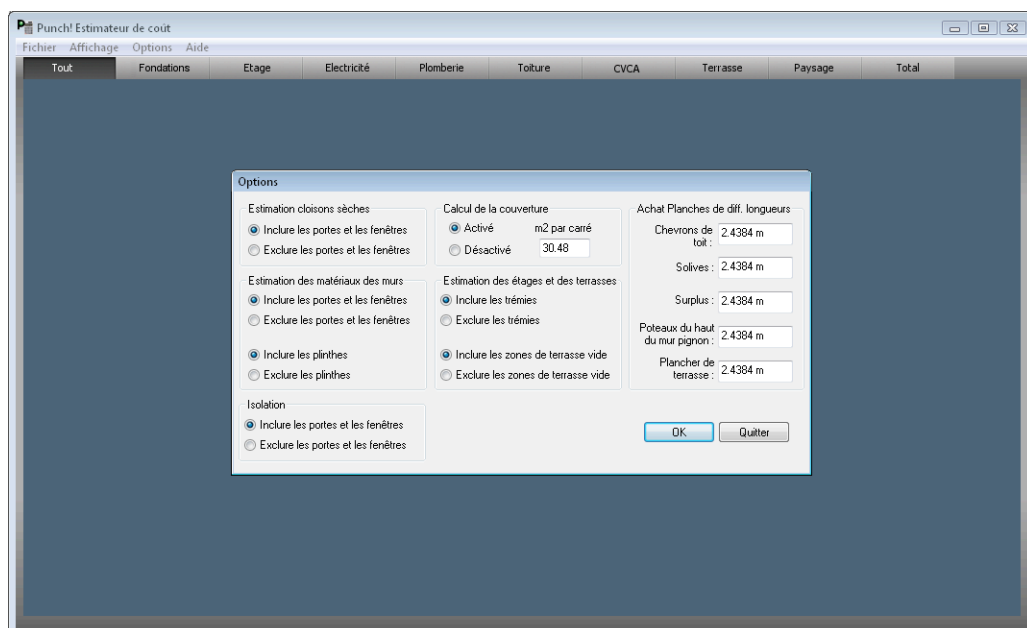 Punch! Estimateur de coût
Fichier Affichage Options Aide
Tout Fondations Etage Electricité Plomberie Toiture CVCA Terrasse Paysage Total
Options
Estimation cloisons sèches
Inclure les portes et les fenêtres
Exclure les portes et les fenêtres
Estimation des matériaux des murs
Inclure les portes et les fenêtres
Exclure les portes et les fenêtres
Inclure les plinthes
Exclure les plinthes
Isolation
Inclure les portes et les fenêtres
Exclure les portes et les fenêtres
Calcul de la couverture
Activé m2 par carré
Désactivé 30.48
Estimation des étages et des terrasses
Inclure les trémies
Exclure les trémies
Inclure les zones de terrasse vide
Exclure les zones de terrasse vide
Achat Planches de diff. longueurs
Chevrons de
toit : 2.4384 m
Solives : 2.4384 m
Surplus : 2.4384 m
Poteaux du haut
du mur pignon : 2.4384 m
Plancher de
terrasse : 2.4384 m
OK Quitter